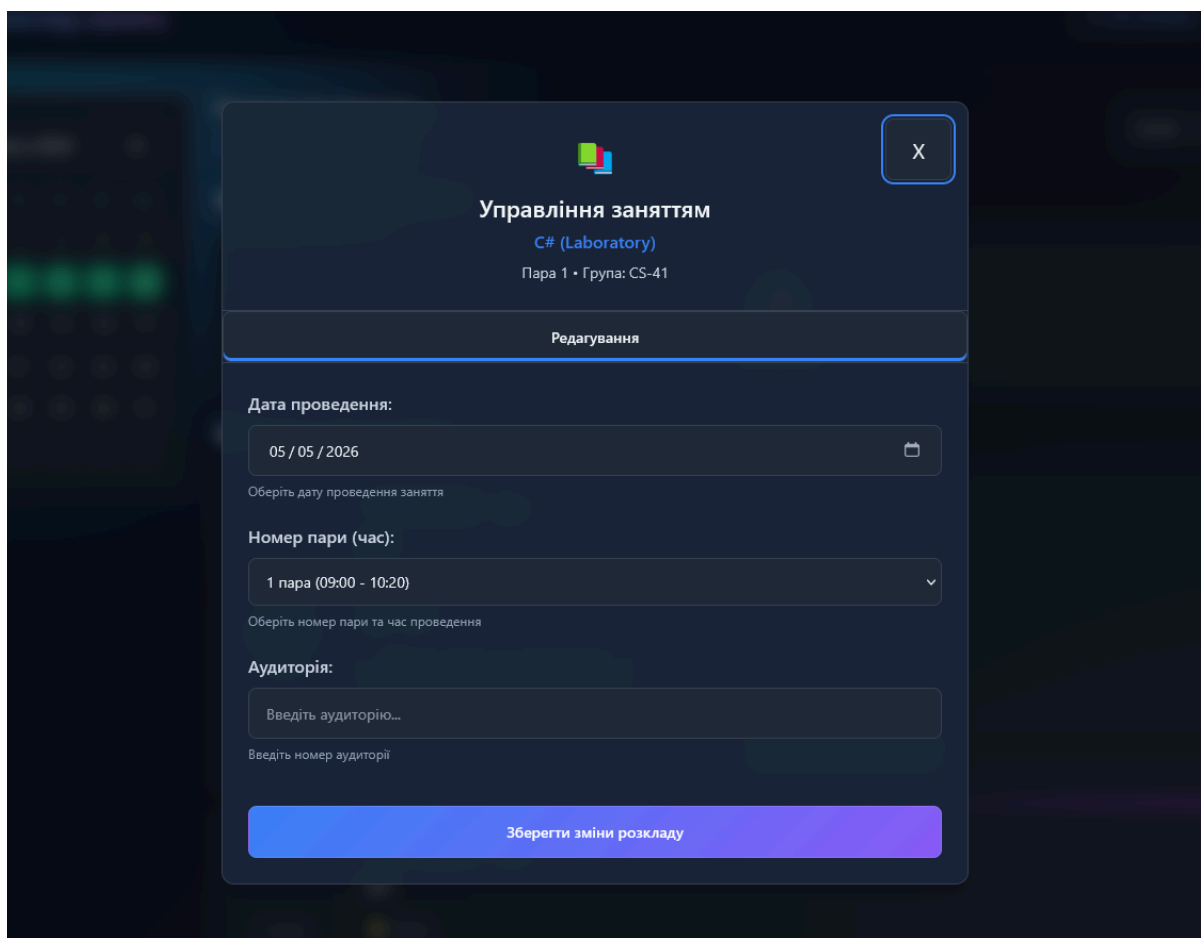 X
Управління заняттям
C# (Laboratory)
Пара 1 • Група: CS-41
Редагування
Дата проведення:
05 / 05 / 2026
Оберіть дату проведення заняття
Номер пари (час):
1 пара (09:00 - 10:20)
Оберіть номер пари та час проведення
Аудиторія:
Введіть аудиторію...
Введіть номер аудиторії
Зберегти зміни розкладу